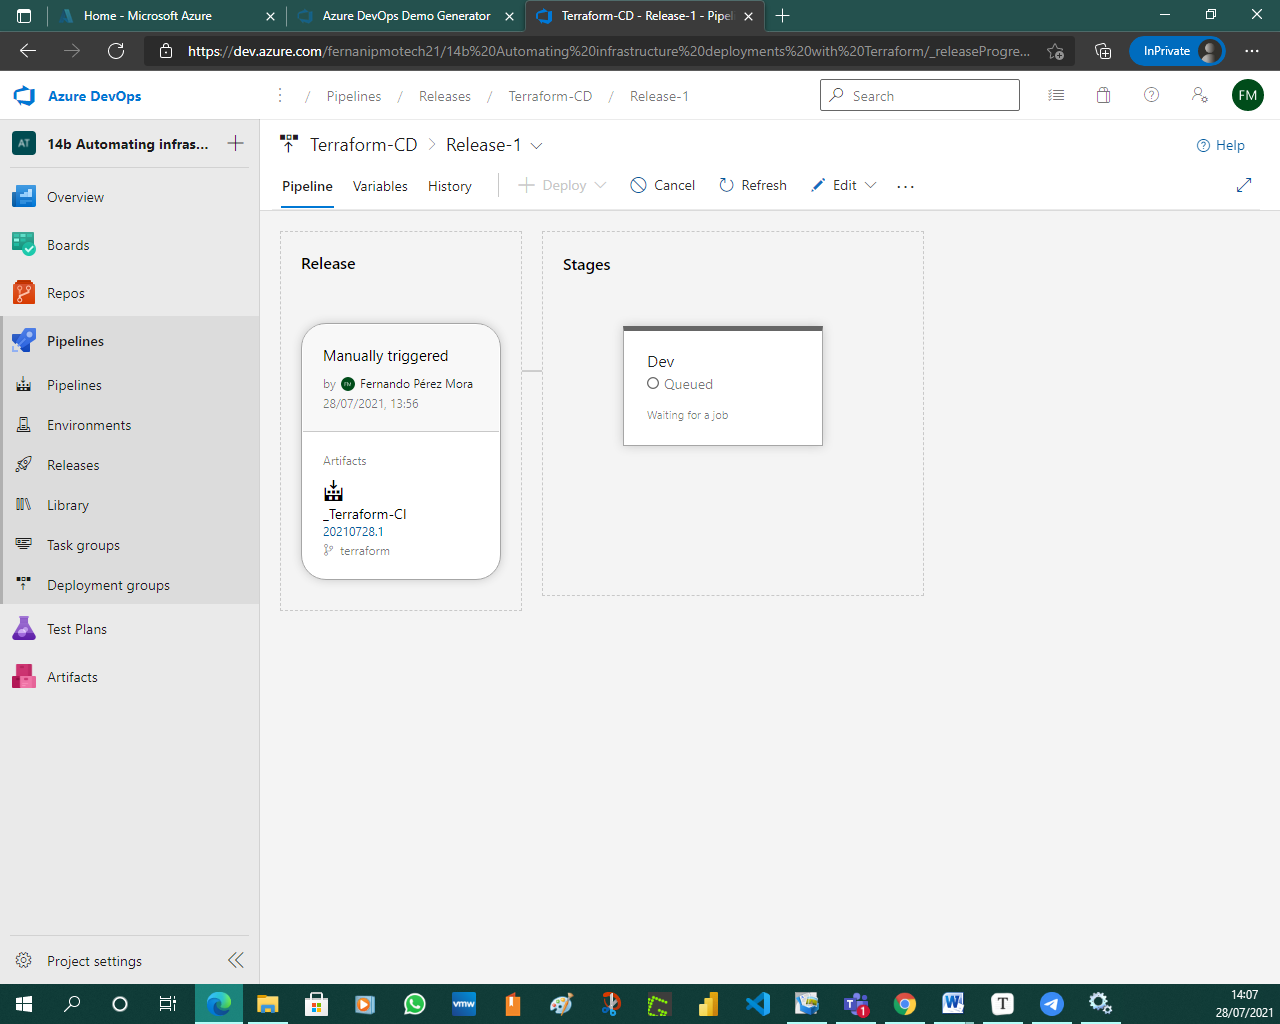 Home - Microsoft Azure
Azure DevOps Demo Generator
Terraform-CD - Release-1 - Pipel
https://dev.azure.com/fernanipmotech21/14b%20Automating%20infrastructure%20deployments%20with%20Terraform/_releaseProgre...
InPrivate
Azure DevOps
/ Pipelines / Releases / Terraform-CD / Release-1
Search
FM
AT
14b Automating infras...
Terraform-CD
Release-1
Help
Pipeline
Variables
History
Deploy
Cancel
Refresh
Edit
Overview
Boards
Repos
Pipelines
Pipelines
Environments
Releases
Library
Task groups
Deployment groups
Test Plans
Artifacts
Project settings
Release
Manually triggered
by FM Fernando Pérez Mora
28/07/2021, 13:56
Artifacts
_Terraform-CI
20210728.1
terraform
Stages
Dev
Queued
Waiting for a job
vmw
1
W
T
14:07
28/07/2021